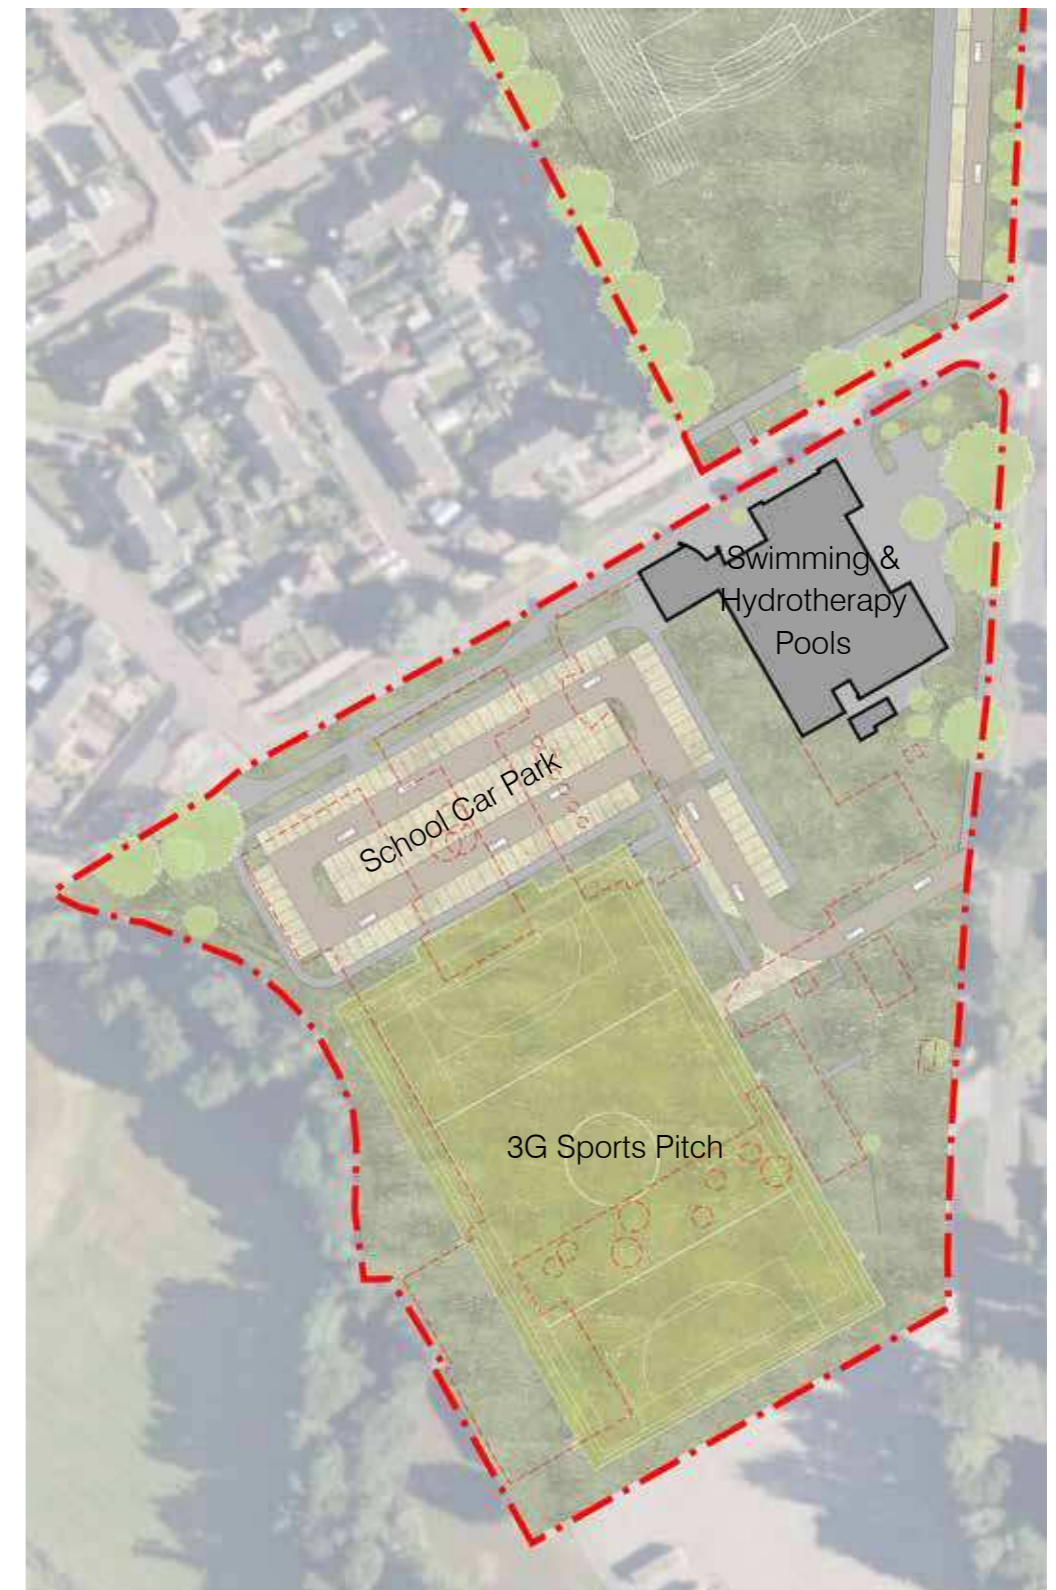 Swimming &
Hydrotherapy
Pools
School Car Park
3G Sports Pitch